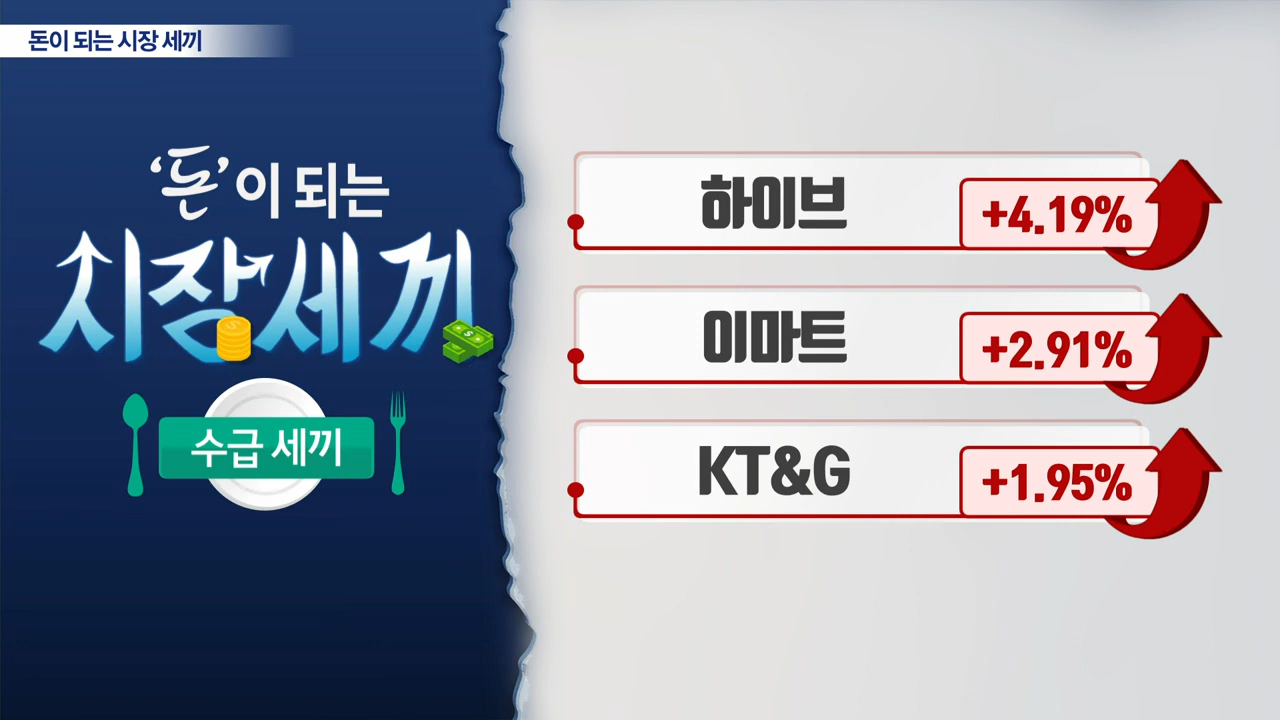 돈이 되는 시장 세끼
‘돈’이 되는
시장세끼
수급 세끼
하이브
+4.19%
이마트
+2.91%
KT&G
+1.95%